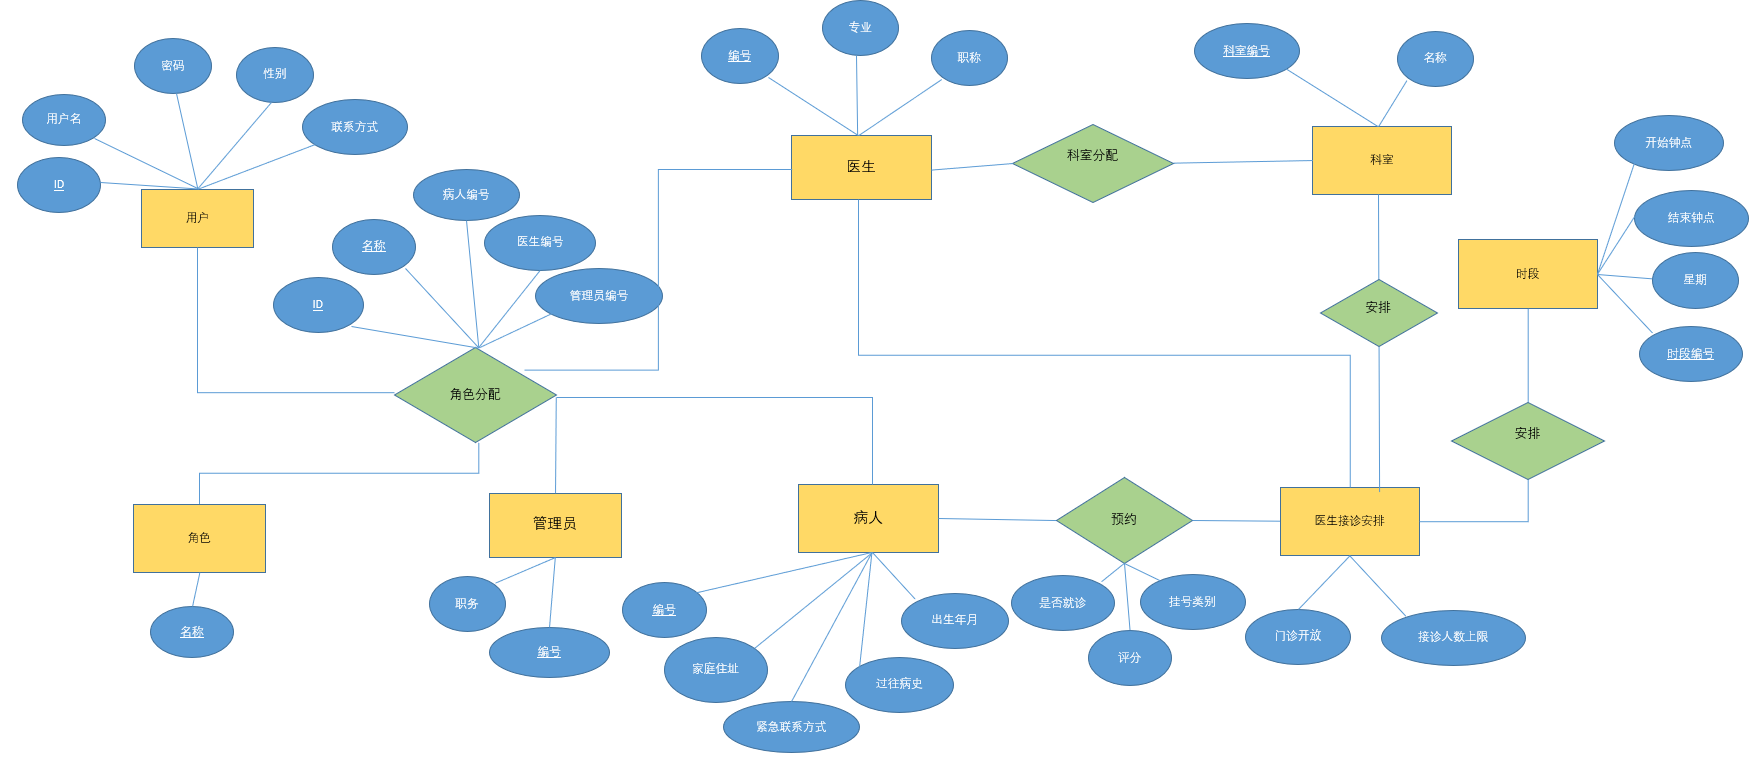 专业
编号
职称
科室编号
名称
密码
性别
用户名
联系方式
ID
用户
医生
科室分配
科室
开始钟点
病人编号
名称
医生编号
管理员编号
ID
结束钟点
时段
星期
安排
时段编号
角色分配
安排
角色
管理员
病人
预约
医生接诊安排
名称
职务
编号
编号
家庭住址
紧急联系方式
过往病史
出生年月
是否就诊
挂号类别
评分
门诊开放
接诊人数上限